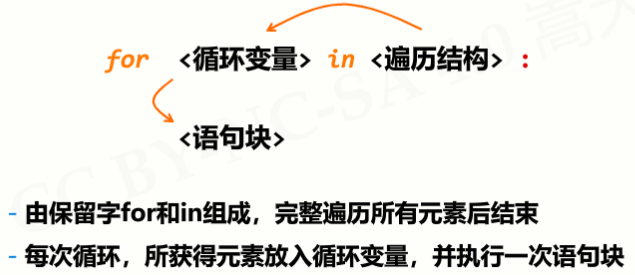 for <循环变量> in <遍历结构> :
<语句块>
- 由保留字for和in组成，完整遍历所有元素后结束
- 每次循环，所获得元素放入循环变量，并执行一次语句块
CC BY-NC-SA 4.0 嵩天